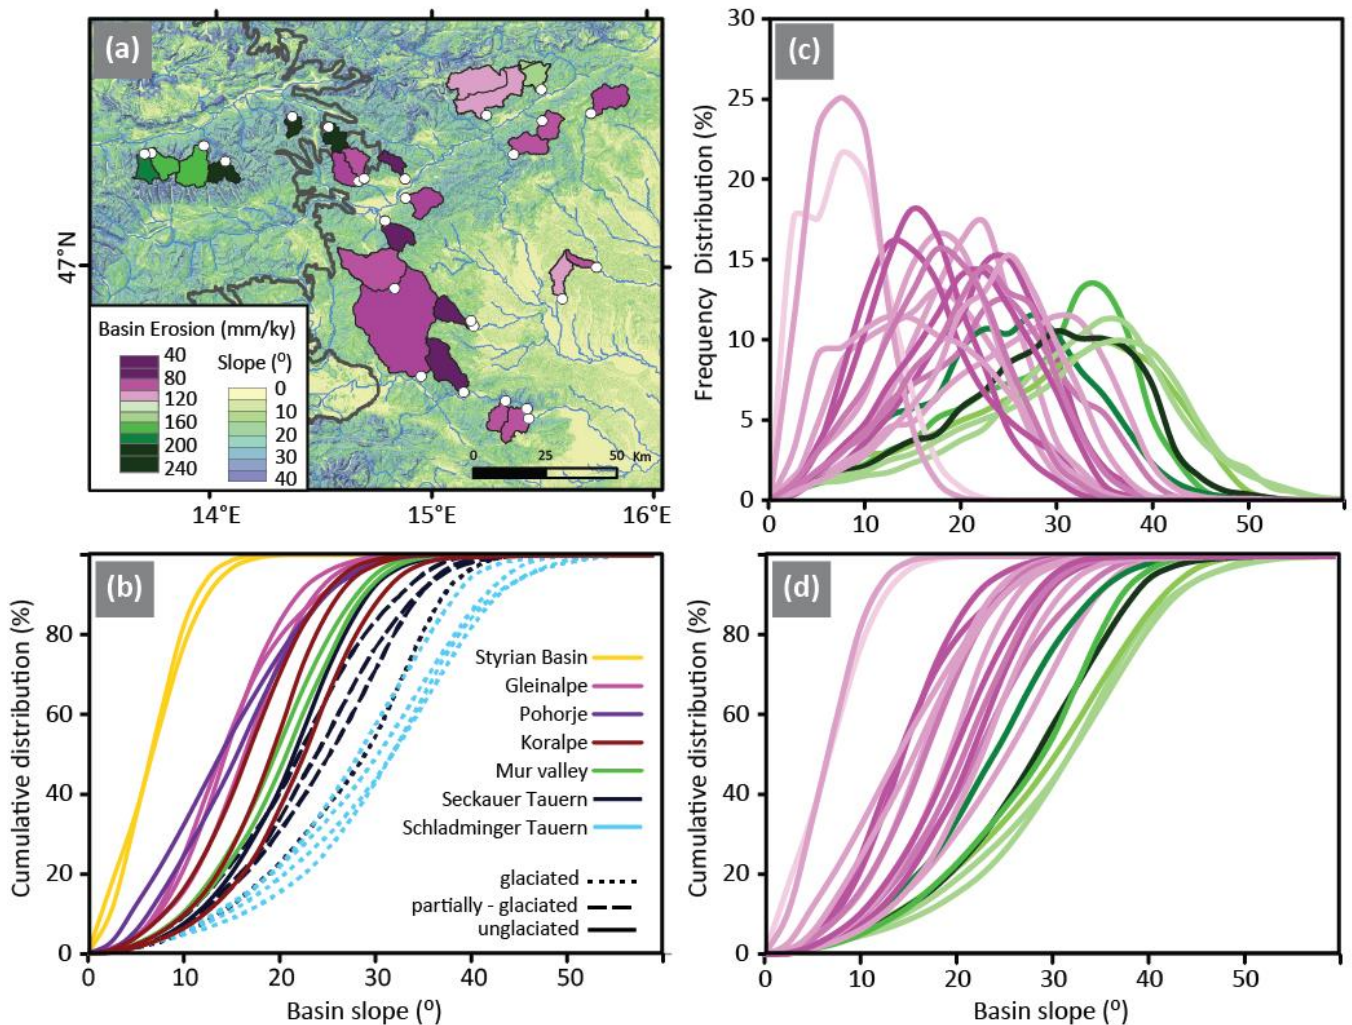 (a)
47°N
Basin Erosion (mm/ky)
40
80
120
160
200
240
Slope (⁰)
0
10
20
30
40
0
25
50
Km
14°E
15°E
16°E
(c)
Frequency Distribution (%)
30
25
20
15
10
5
0
0
10
20
30
40
50
(b)
Cumulative distribution (%)
80
60
40
20
0
Styrian Basin
Gleinalpe
Pohorje
Koralpe
Mur valley
Seckauer Tauern
Schladminger Tauern
glaciated
partially - glaciated
unglaciated
0
10
20
30
40
50
Basin slope (⁰)
(d)
Cumulative distribution (%)
80
60
40
20
0
0
10
20
30
40
50
Basin slope (⁰)